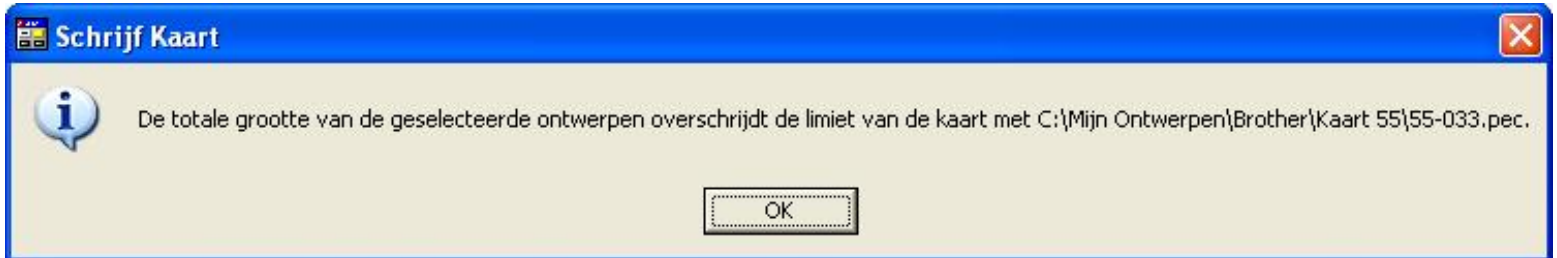 Schrijf Kaart
De totale grootte van de geselecteerde ontwerpen overschrijdt de limiet van de kaart met C:\Mijn Ontwerpen\Brother\Kaart 55\55-033.pec.
OK